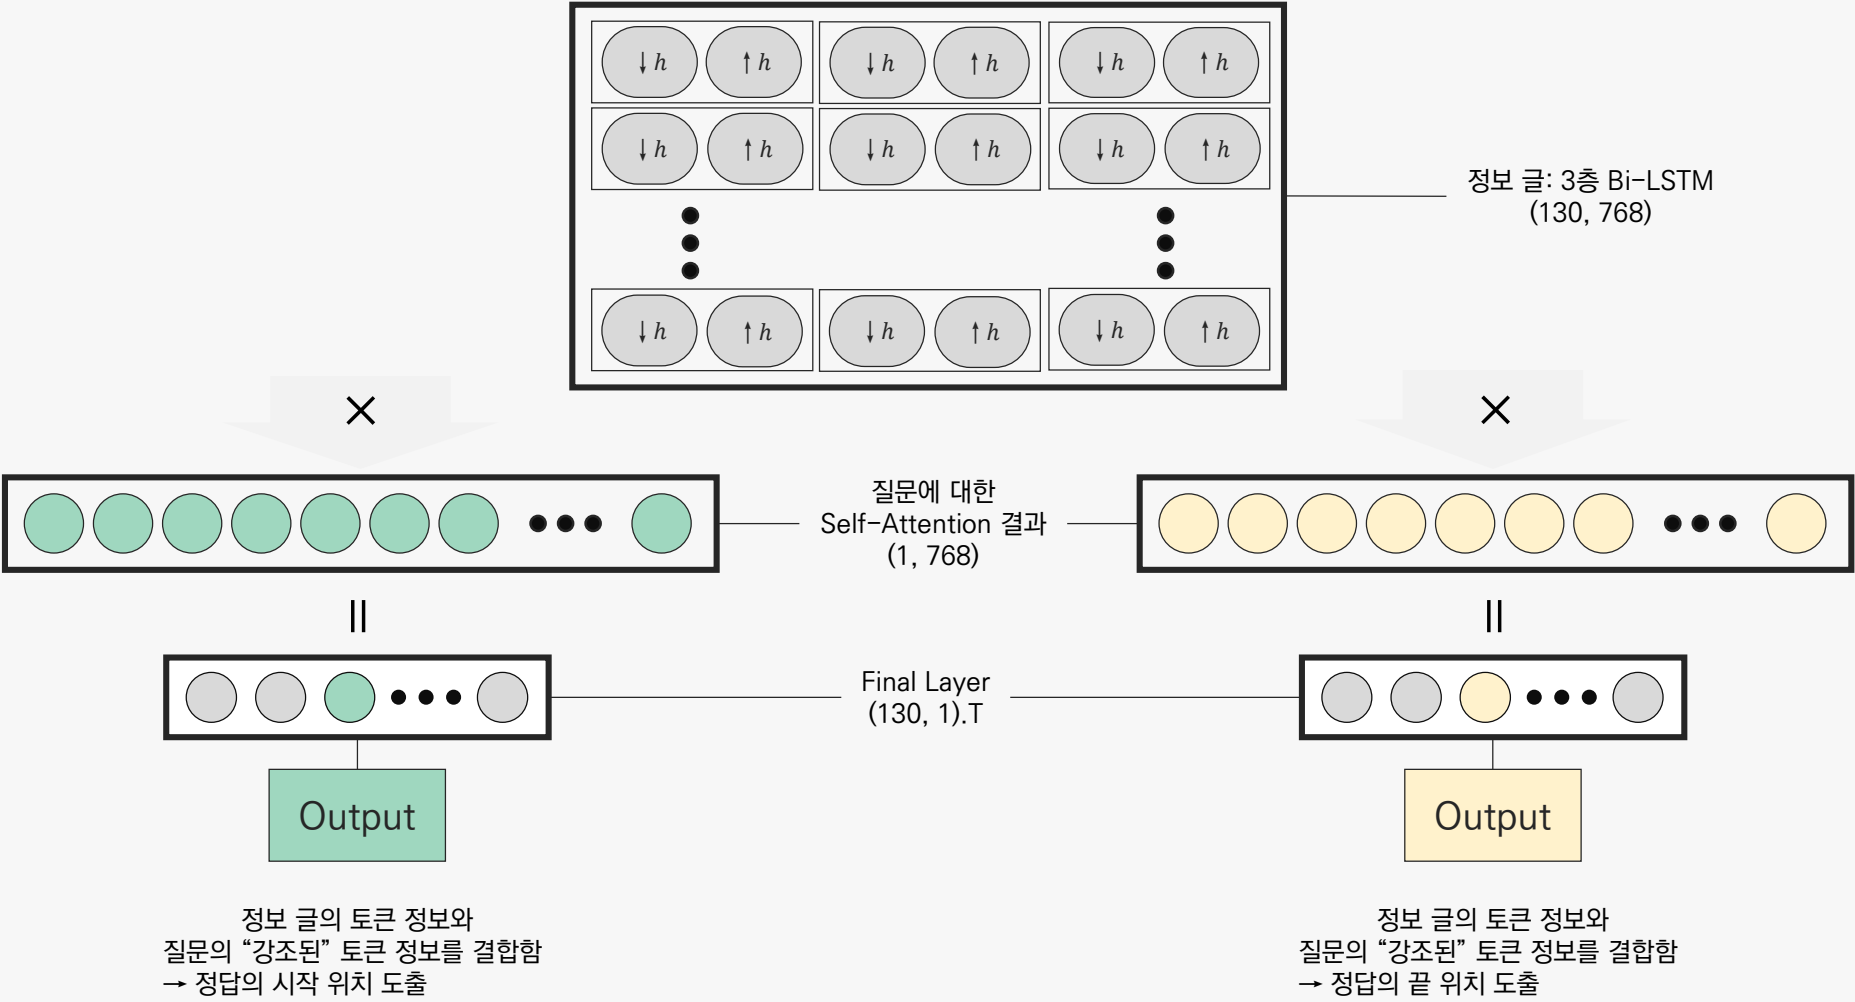 ↓ h ↑ h ↓ h ↑ h ↓ h ↑ h
↓ h ↑ h ↓ h ↑ h ↓ h ↑ h
↓ h ↑ h ↓ h ↑ h ↓ h ↑ h
정보 글: 3층 Bi-LSTM
(130, 768)
× ×
질문에 대한
Self-Attention 결과
(1, 768)
= =
Final Layer
(130, 1).T
Output
정보 글의 토큰 정보와
질문의 “강조된” 토큰 정보를 결합함
→ 정답의 시작 위치 도출
Output
정보 글의 토큰 정보와
질문의 “강조된” 토큰 정보를 결합함
→ 정답의 끝 위치 도출